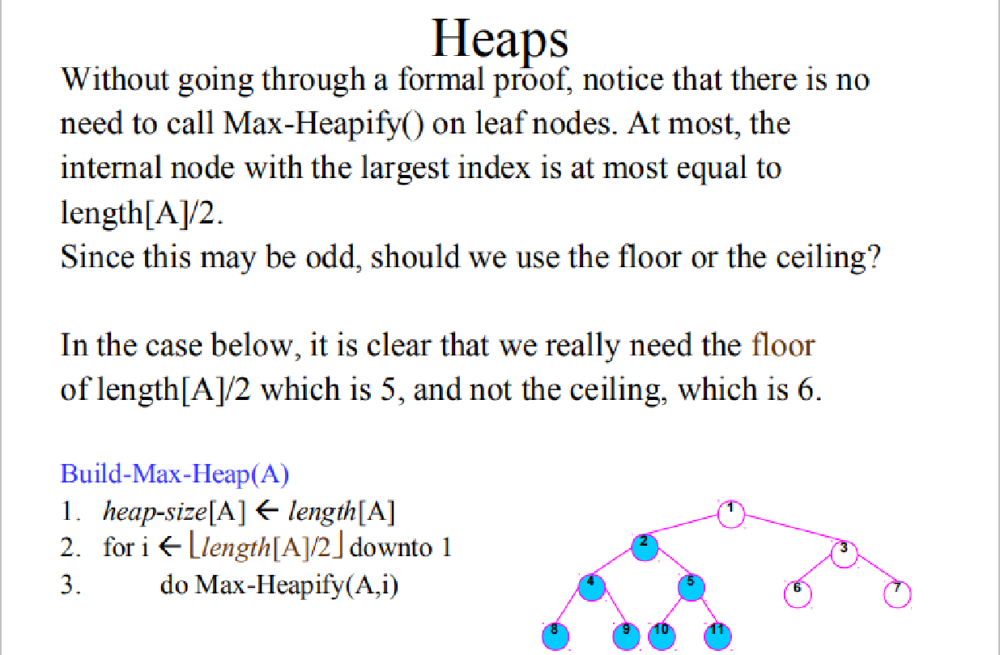 Heaps
Without going through a formal proof, notice that there is no
need to call Max-Heapify() on leaf nodes. At most, the
internal node with the largest index is at most equal to
length[A]/2.
Since this may be odd, should we use the floor or the ceiling?
In the case below, it is clear that we really need the floor
of length[A]/2 which is 5, and not the ceiling, which is 6.
Build-Max-Heap(A)
1. heap-size[A] ← length[A]
2. for i ← ⌊length[A]/2⌋ downto 1
3. do Max-Heapify(A,i)
1
2
3
4
5
6
7
8
9
10
11